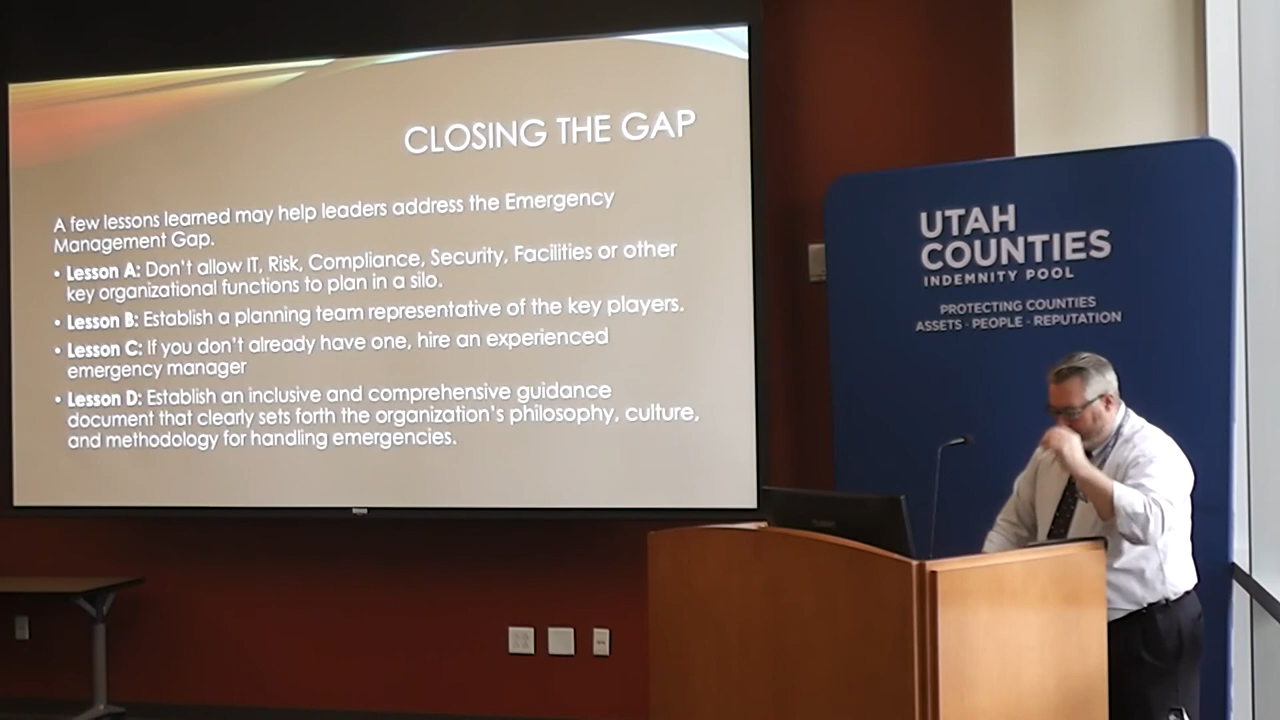 CLOSING THE GAP
A few lessons learned may help leaders address the Emergency
Management Gap.
• Lesson A: Don't allow IT, Risk, Compliance, Security, Facilities or other
key organizational functions to plan in a silo.
• Lesson B: Establish a planning team representative of the key players.
• Lesson C: If you don't already have one, hire an experienced
emergency manager
• Lesson D: Establish an inclusive and comprehensive guidance
document that clearly sets forth the organization's philosophy, culture,
and methodology for handling emergencies.
UTAH
COUNTIES
INDEMNITY POOL
PROTECTING COUNTIES
ASSETS · PEOPLE · REPUTATION